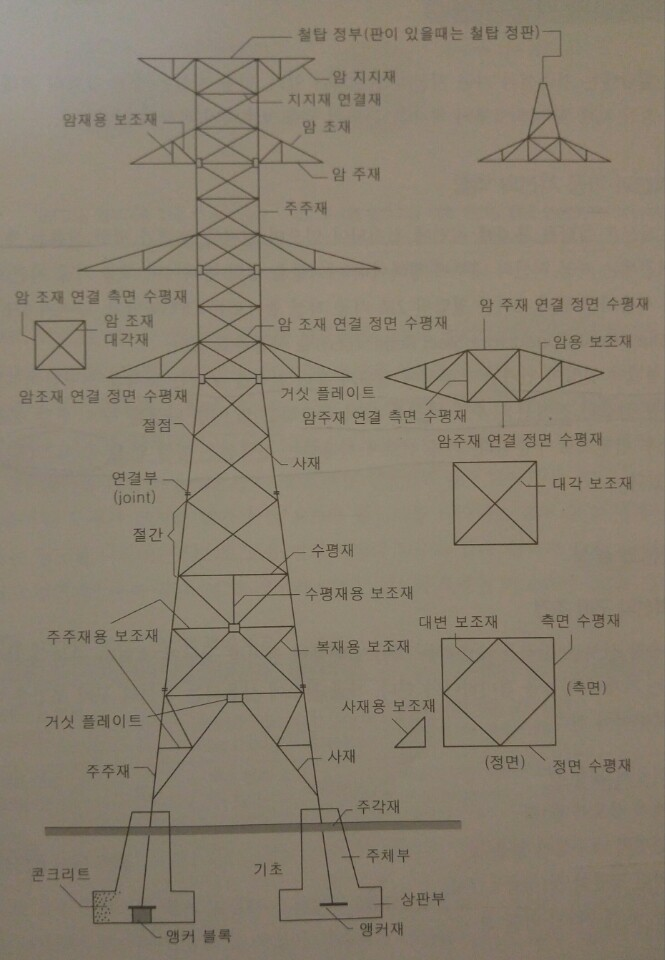 철탑 정부(판이 있을때는 철탑 정판)
암 지지재
지지재 연결재
암재용 보조재
암 조재
암 주재
주주재
암 조재 연결 측면 수평재
암 조재
대각재
암조재 연결 정면 수평재
암 조재 연결 정면 수평재
암 주재 연결 정면 수평재
암용 보조재
거싯 플레이트
암주재 연결 측면 수평재
암주재 연결 정면 수평재
절점
사재
연결부
(joint)
대각 보조재
절간
수평재
수평재용 보조재
주주재용 보조재
복재용 보조재
대변 보조재
측면 수평재
(측면)
사재용 보조재
거싯 플레이트
(정면)
정면 수평재
주주재
사재
주각재
콘크리트
기초
주체부
상판부
앵커 블록
앵커재